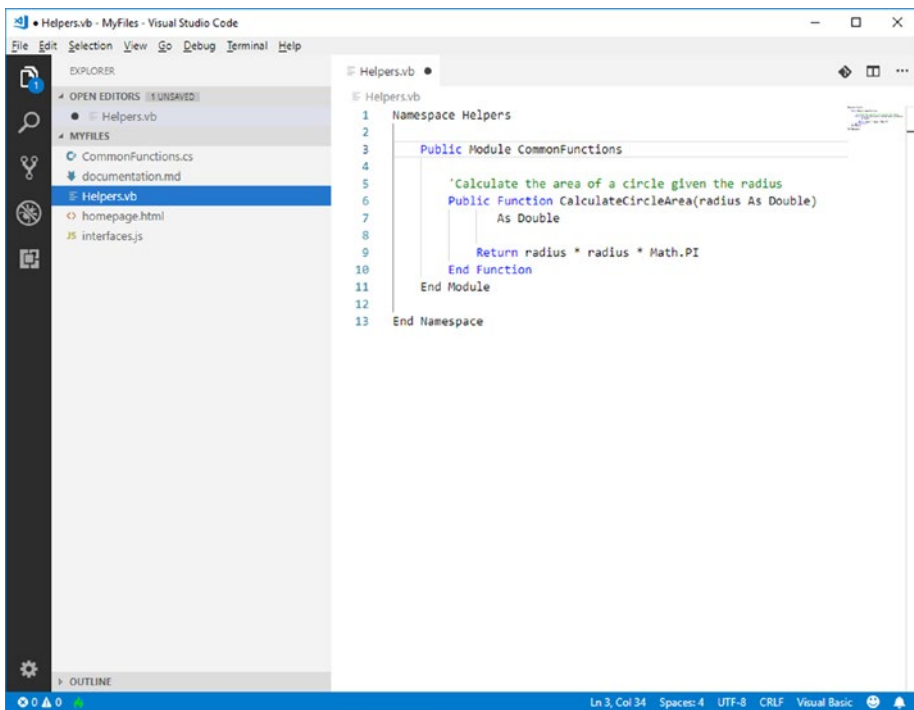 ● Helpers.vb - MyFiles - Visual Studio Code
File Edit Selection View Go Debug Terminal Help
EXPLORER
OPEN EDITORS 1 UNSAVED
● Helpers.vb
MYFILES
CommonFunctions.cs
documentation.md
Helpers.vb
homepage.html
JS interfaces.js
OUTLINE
1
Helpers.vb ●
Helpers.vb
1 Namespace Helpers
2
3 Public Module CommonFunctions
4
5 'Calculate the area of a circle given the radius
6 Public Function CalculateCircleArea(radius As Double)
7 As Double
8
9 Return radius * radius * Math.PI
10 End Function
11 End Module
12
13 End Namespace
0 0 Ln 3, Col 34 Spaces: 4 UTF-8 CRLF Visual Basic